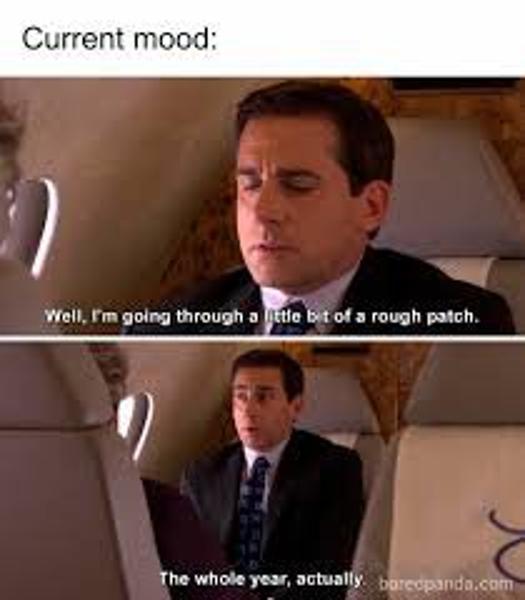 Current mood:
Well, I'm going through a little bit of a rough patch.
The whole year, actually.
boredpanda.com